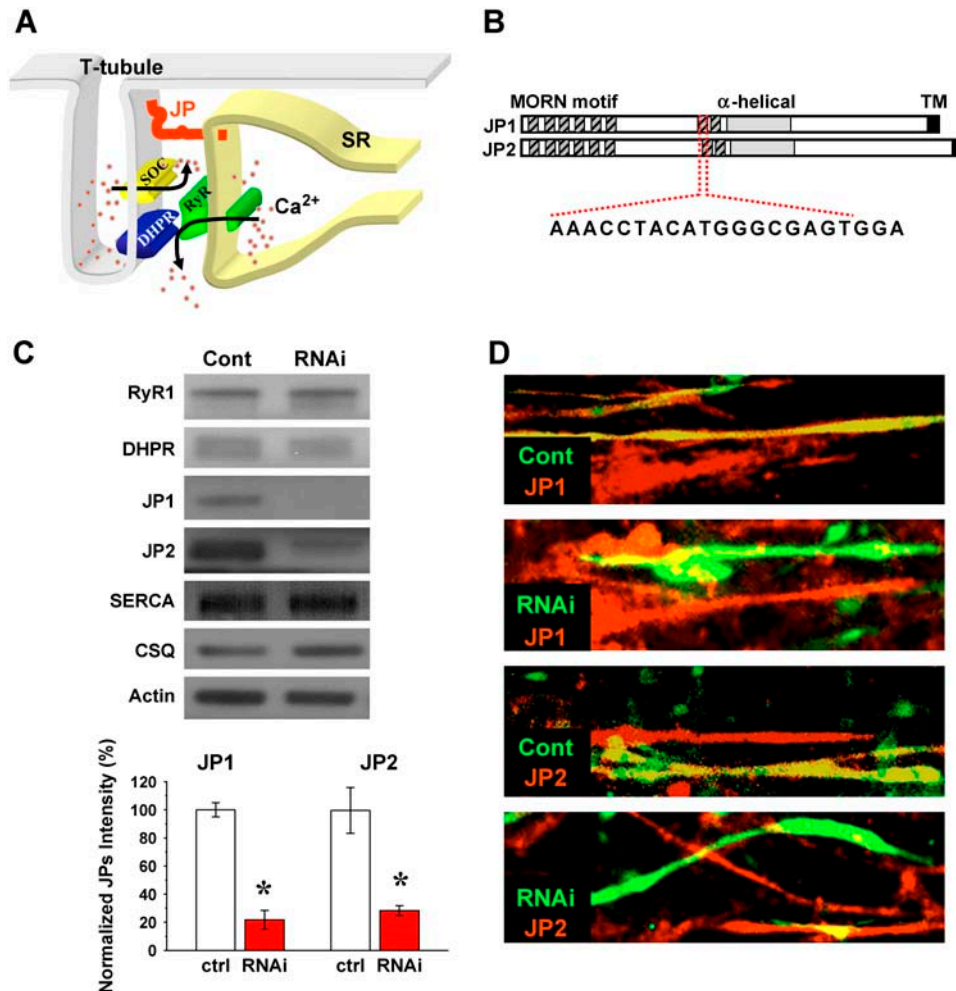 A
T-tubule
JP
SR
SOC
RyR
DHPR
Ca2+
B
MORN motif α-helical TM
JP1
JP2
AAACCTACATGGGCGAGTGGA
C
Cont RNAi
RyR1
DHPR
JP1
JP2
SERCA
CSQ
Actin
Normalized JPs Intensity (%)
JP1 JP2
120
100
80
60
40
20
0
* *
ctrl RNAi ctrl RNAi
D
Cont
JP1
RNAi
JP1
Cont
JP2
RNAi
JP2